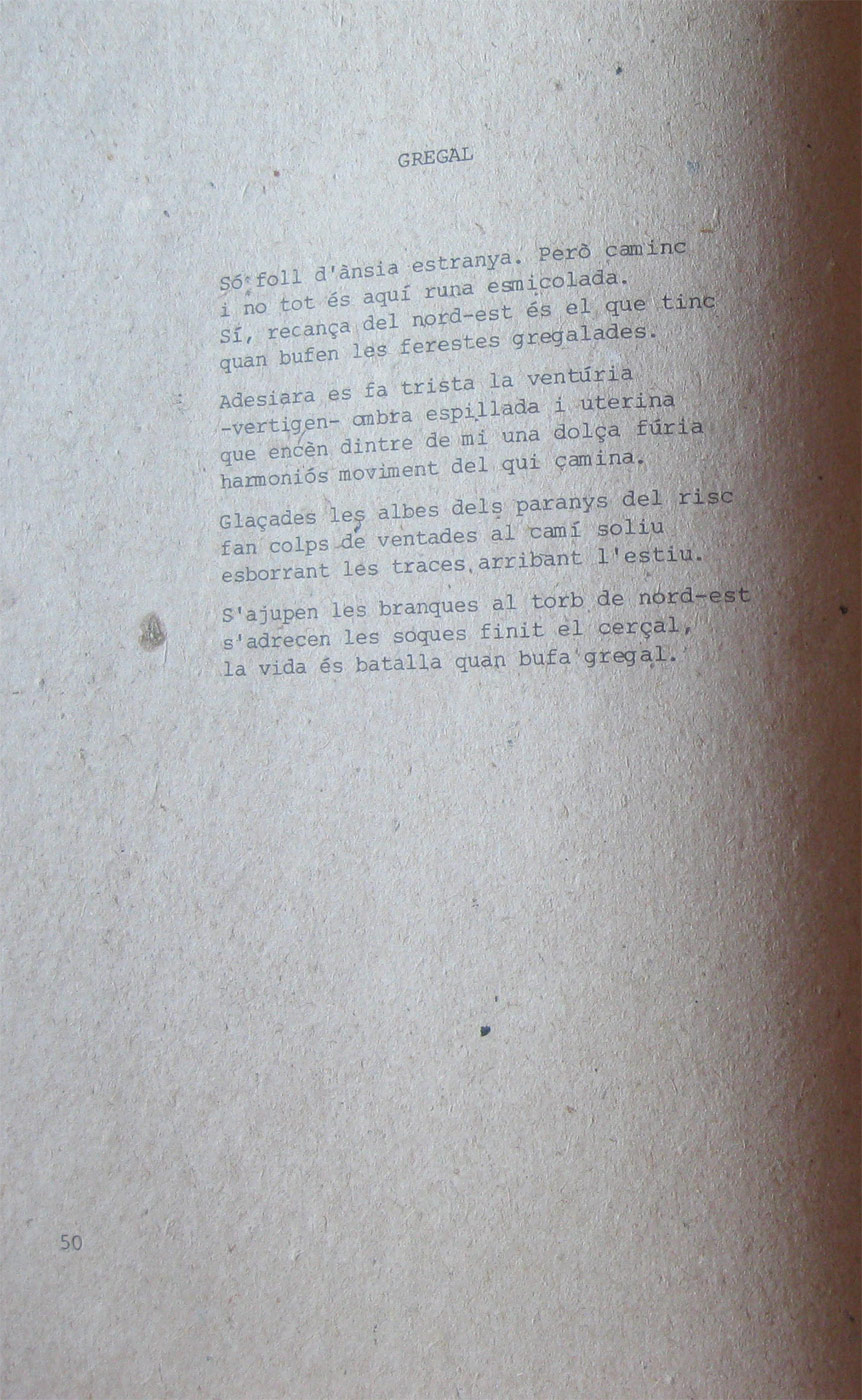 GREGAL
Só foll d'ànsia estranya. Però caminc
i no tot és aquí runa esmicolada.
Sí, recança del nord-est és el que tinc
quan bufen les ferestes gregalades.
Adesiara es fa trista la ventúria
-vertigen- ombra espillada i uterina
que encèn dintre de mi una dolça fúria
harmoniós moviment del qui camina.
Glaçades les albes dels paranys del risc
fan colps de ventades al camí soliu
esborrant les traces arribant l'estiu.
S'ajupen les branques al torb de nord-est
s'adrecen les soques finit el cerçal,
la vida és batalla quan bufa gregal.
50